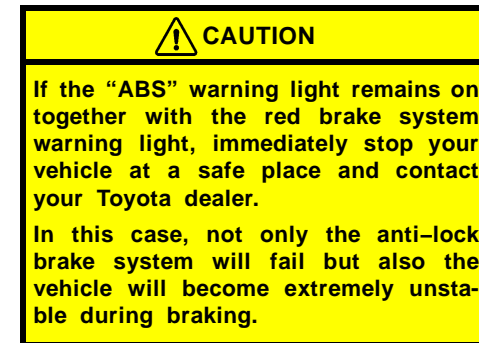 CAUTION
If the “ABS” warning light remains on
together with the red brake system
warning light, immediately stop your
vehicle at a safe place and contact
your Toyota dealer.
In this case, not only the anti–lock
brake system will fail but also the
vehicle will become extremely unsta-
ble during braking.